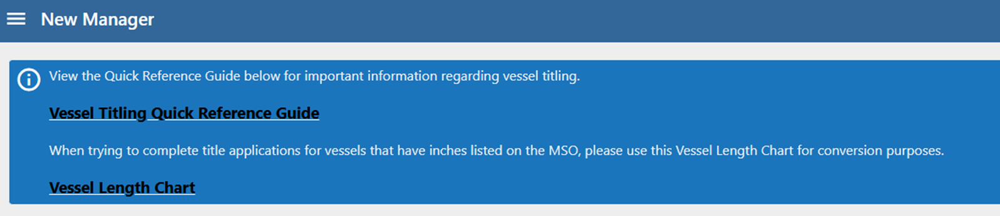 New Manager
View the Quick Reference Guide below for important information regarding vessel titling.
Vessel Titling Quick Reference Guide
When trying to complete title applications for vessels that have inches listed on the MSO, please use this Vessel Length Chart for conversion purposes.
Vessel Length Chart